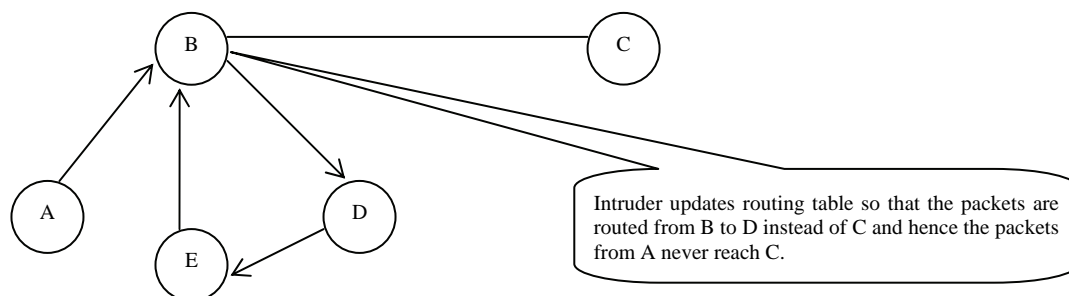 B
C
A
D
E
Intruder updates routing table so that the packets are
routed from B to D instead of C and hence the packets
from A never reach C.